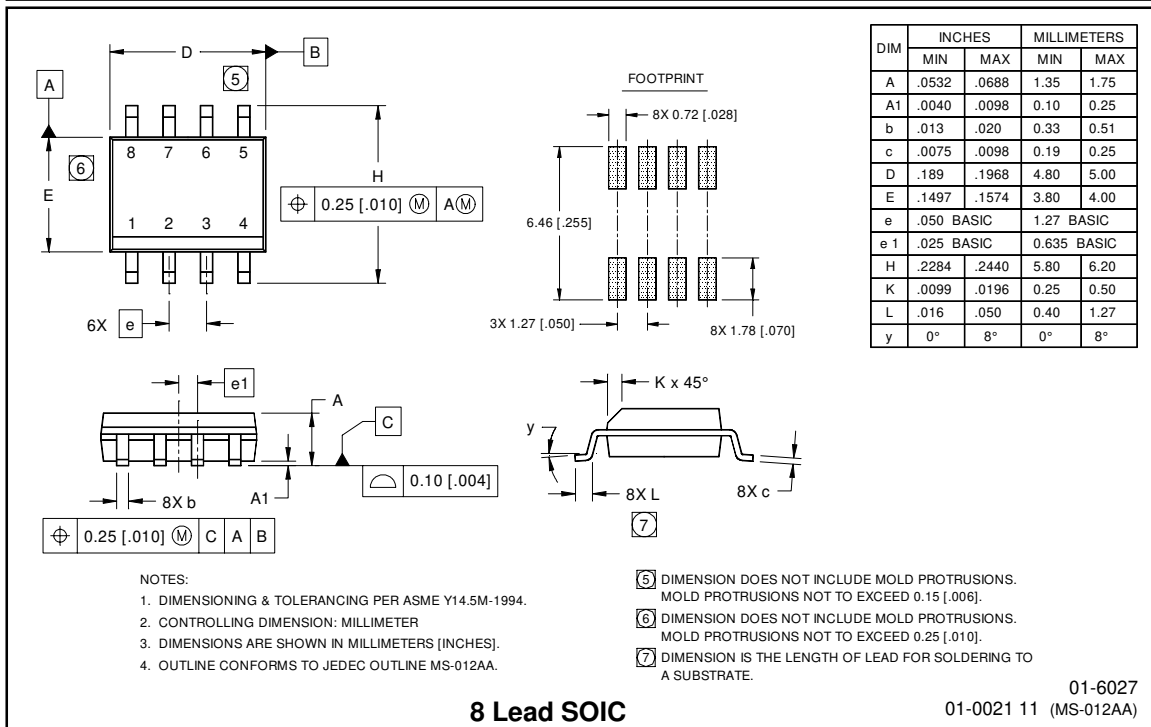 D
B
5
A
8 7 6 5
6
E
H
⌖ 0.25 [.010] Ⓜ A Ⓜ
1 2 3 4
6X e
FOOTPRINT
8X 0.72 [.028]
6.46 [.255]
3X 1.27 [.050]
8X 1.78 [.070]
DIM INCHES MILLIMETERS
MIN MAX MIN MAX
A .0532 .0688 1.35 1.75
A1 .0040 .0098 0.10 0.25
b .013 .020 0.33 0.51
c .0075 .0098 0.19 0.25
D .189 .1968 4.80 5.00
E .1497 .1574 3.80 4.00
e .050 BASIC 1.27 BASIC
e 1 .025 BASIC 0.635 BASIC
H .2284 .2440 5.80 6.20
K .0099 .0196 0.25 0.50
L .016 .050 0.40 1.27
y 0° 8° 0° 8°
e1
A
C
⌓ 0.10 [.004]
8X b
A1
⌖ 0.25 [.010] Ⓜ C A B
K x 45°
y
8X L
8X c
7
NOTES:
1. DIMENSIONING & TOLERANCING PER ASME Y14.5M-1994.
2. CONTROLLING DIMENSION: MILLIMETER
3. DIMENSIONS ARE SHOWN IN MILLIMETERS [INCHES].
4. OUTLINE CONFORMS TO JEDEC OUTLINE MS-012AA.
5 DIMENSION DOES NOT INCLUDE MOLD PROTRUSIONS.
MOLD PROTRUSIONS NOT TO EXCEED 0.15 [.006].
6 DIMENSION DOES NOT INCLUDE MOLD PROTRUSIONS.
MOLD PROTRUSIONS NOT TO EXCEED 0.25 [.010].
7 DIMENSION IS THE LENGTH OF LEAD FOR SOLDERING TO
A SUBSTRATE.
8 Lead SOIC
01-6027
01-0021 11 (MS-012AA)